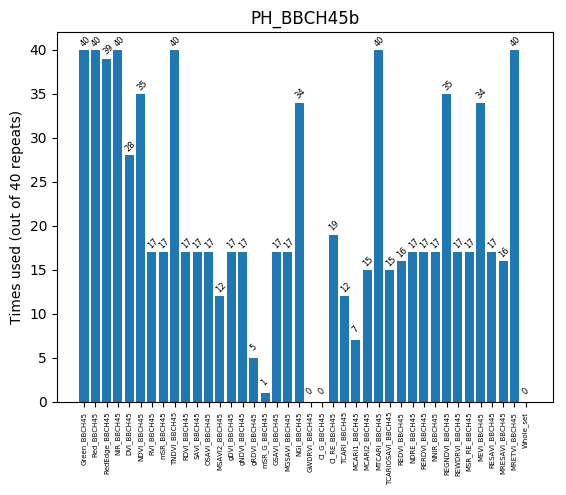 PH_BBCH45b
Times used (out of 40 repeats)
40
35
30
25
20
15
10
5
0
40
40
39
40
28
35
17
17
40
17
17
17
12
17
17
5
1
17
17
34
0
0
19
12
7
15
40
15
16
17
17
17
35
17
17
34
17
16
40
0
Green_BBCH45
Red_BBCH45
RedEdge_BBCH45
NIR_BBCH45
DVI_BBCH45
NDVI_BBCH45
RVI_BBCH45
mSR_BBCH45
TNDVI_BBCH45
RDVI_BBCH45
SAVI_BBCH45
OSAVI_BBCH45
MSAVI2_BBCH45
gDVI_BBCH45
gNDVI_BBCH45
gRDVI_BBCH45
mSR_G_BBCH45
GSAVI_BBCH45
MGSAVI_BBCH45
NGI_BBCH45
GWDRVI_BBCH45
CI_G_BBCH45
CI_RE_BBCH45
TCARI_BBCH45
MCARI1_BBCH45
MCARI2_BBCH45
MTCARI_BBCH45
TCARIOSAVI_BBCH45
REDVI_BBCH45
NDRE_BBCH45
RERDVI_BBCH45
NNIR_BBCH45
REGNDVI_BBCH45
REWDRVI_BBCH45
MSR_RE_BBCH45
MEVI_BBCH45
RESAVI_BBCH45
MRESAVI_BBCH45
MRETVI_BBCH45
Whole_set